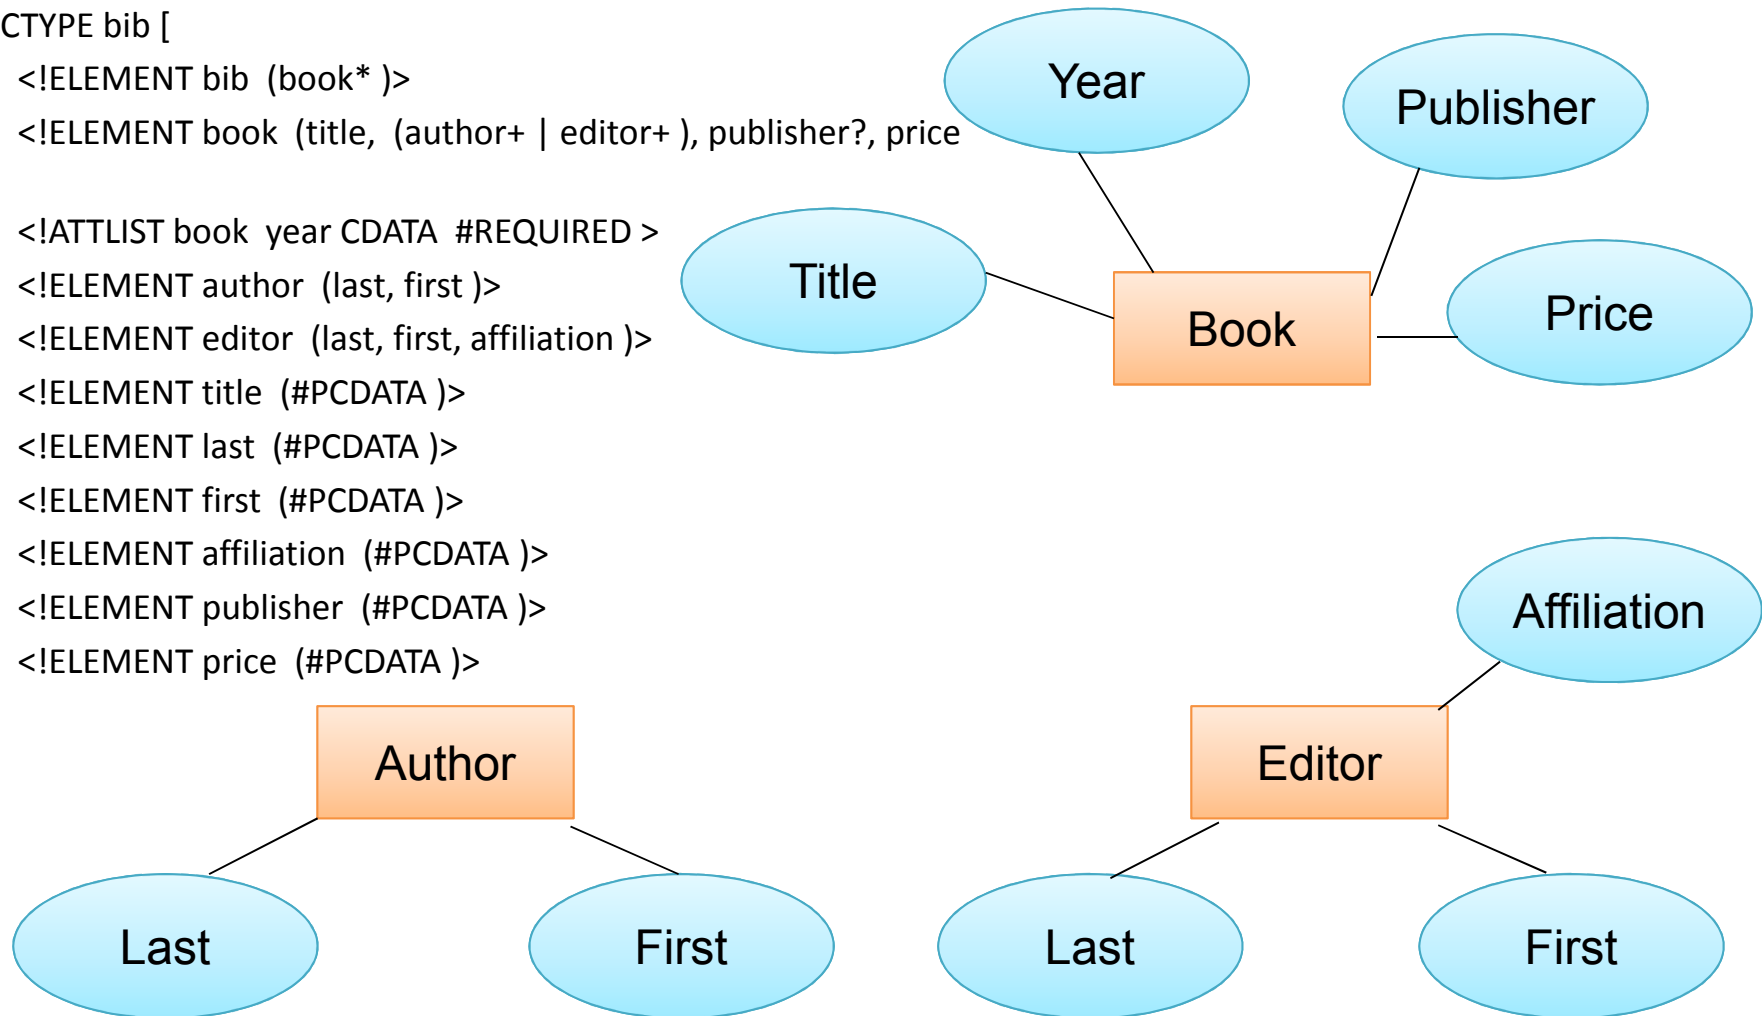 CTYPE bib [
<!ELEMENT bib (book* )>
<!ELEMENT book (title, (author+ | editor+ ), publisher?, price
<!ATTLIST book year CDATA #REQUIRED >
<!ELEMENT author (last, first )>
<!ELEMENT editor (last, first, affiliation )>
<!ELEMENT title (#PCDATA )>
<!ELEMENT last (#PCDATA )>
<!ELEMENT first (#PCDATA )>
<!ELEMENT affiliation (#PCDATA )>
<!ELEMENT publisher (#PCDATA )>
<!ELEMENT price (#PCDATA )>
Year
Publisher
Title
Book
Price
Affiliation
Author
Editor
Last
First
Last
First